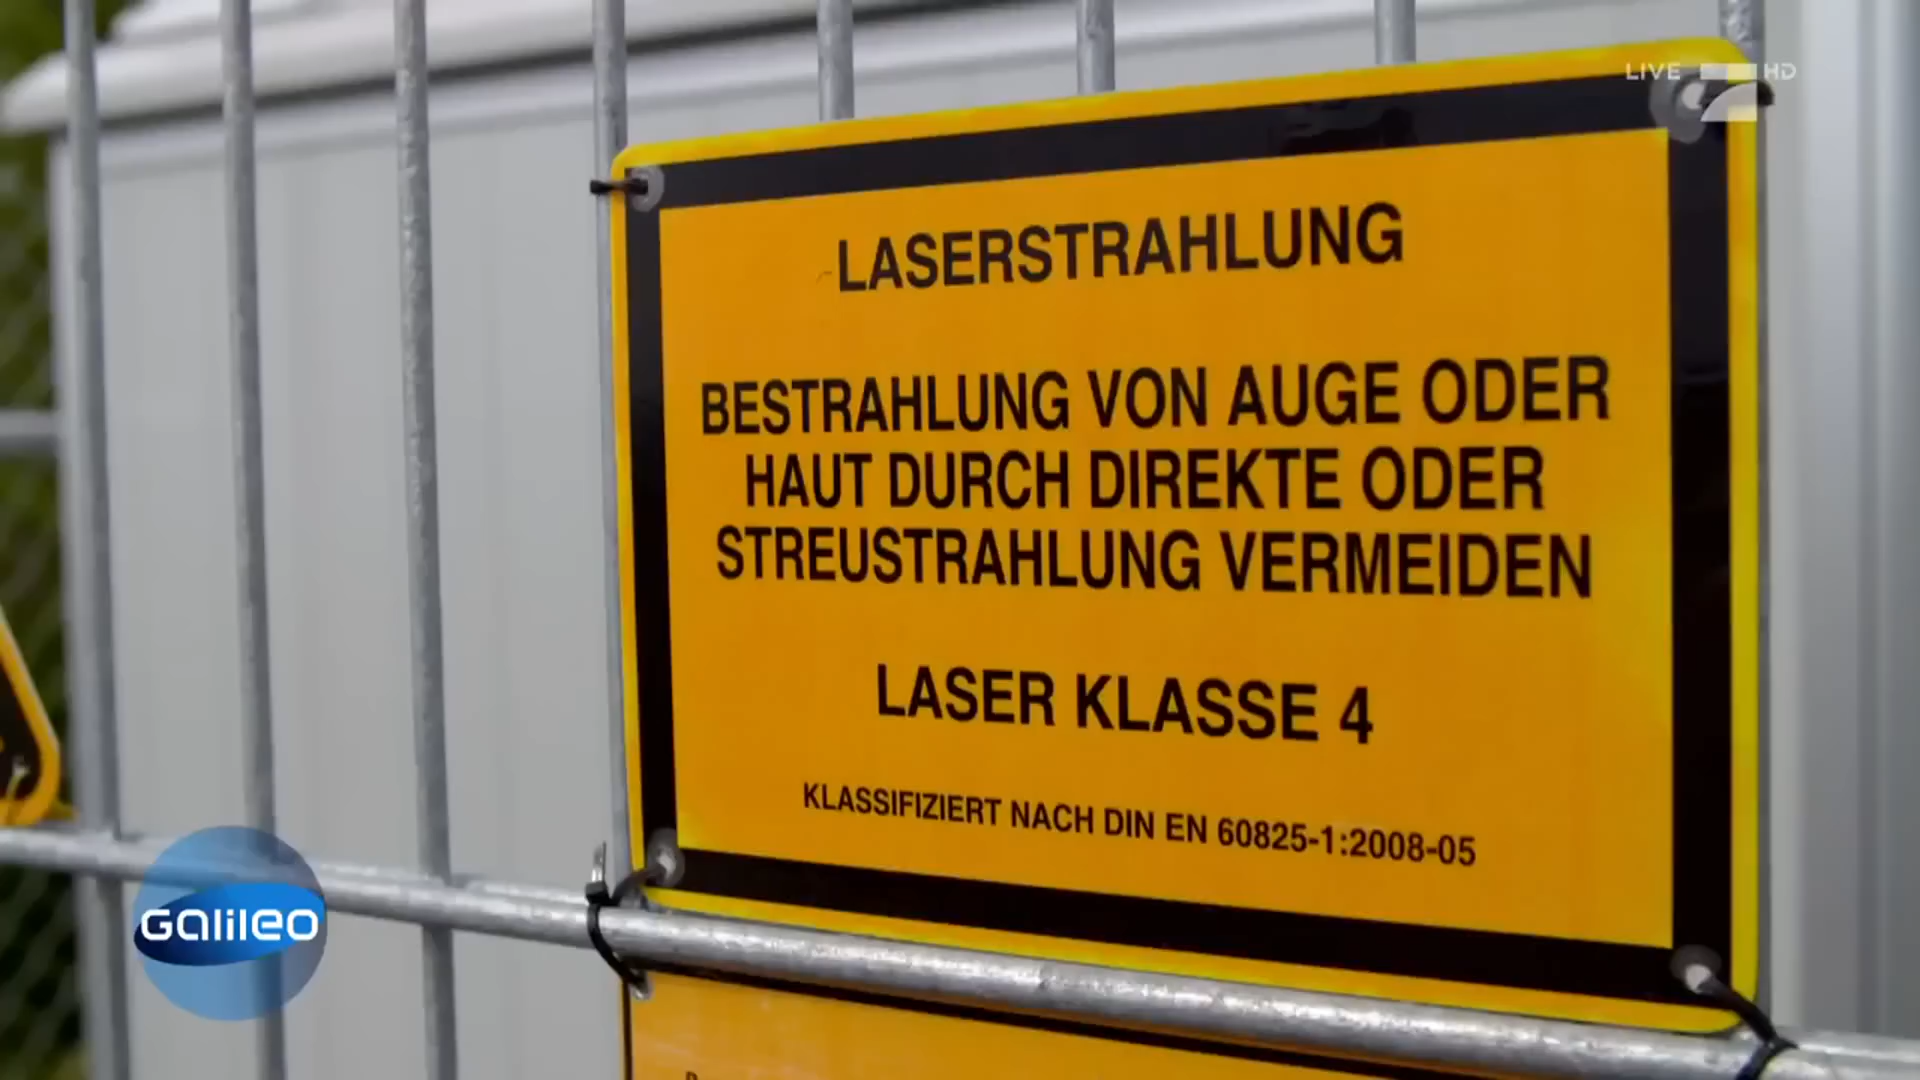 LIVE HD
LASERSTRAHLUNG
BESTRAHLUNG VON AUGE ODER
HAUT DURCH DIREKTE ODER
STREUSTRAHLUNG VERMEIDEN
LASER KLASSE 4
KLASSIFIZIERT NACH DIN EN 60825-1:2008-05
Galileo